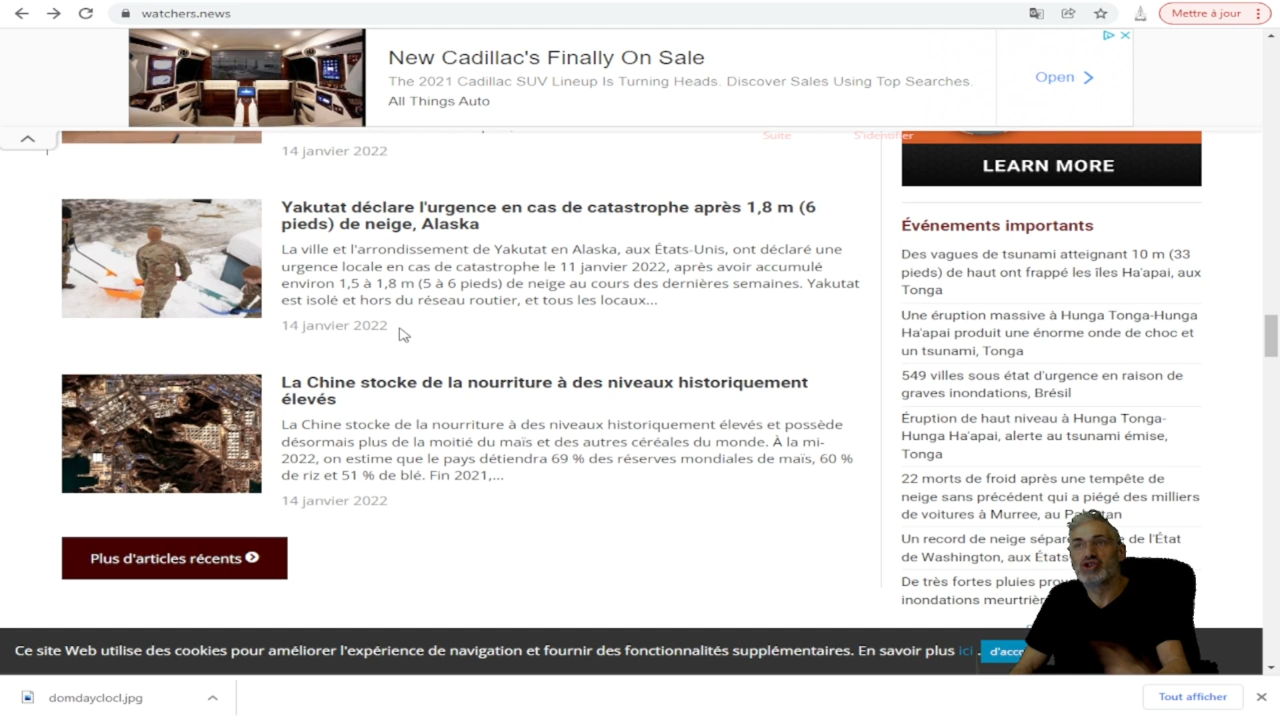 watchers.news
Mettre à jour
New Cadillac's Finally On Sale
The 2021 Cadillac SUV Lineup Is Turning Heads. Discover Sales Using Top Searches.
All Things Auto
Open
Suite
S'identifier
14 janvier 2022
LEARN MORE
Yakutat déclare l'urgence en cas de catastrophe après 1,8 m (6
pieds) de neige, Alaska
La ville et l'arrondissement de Yakutat en Alaska, aux États-Unis, ont déclaré une
urgence locale en cas de catastrophe le 11 janvier 2022, après avoir accumulé
environ 1,5 à 1,8 m (5 à 6 pieds) de neige au cours des dernières semaines. Yakutat
est isolé et hors du réseau routier, et tous les locaux...
14 janvier 2022
La Chine stocke de la nourriture à des niveaux historiquement
élevés
La Chine stocke de la nourriture à des niveaux historiquement élevés et possède
désormais plus de la moitié du maïs et des autres céréales du monde. À la mi-
2022, on estime que le pays détiendra 69 % des réserves mondiales de maïs, 60 %
de riz et 51 % de blé. Fin 2021,...
14 janvier 2022
Plus d'articles récents
Événements importants
Des vagues de tsunami atteignant 10 m (33
pieds) de haut ont frappé les îles Ha'apai, aux
Tonga
Une éruption massive à Hunga Tonga-Hunga
Ha'apai produit une énorme onde de choc et
un tsunami, Tonga
549 villes sous état d'urgence en raison de
graves inondations, Brésil
Éruption de haut niveau à Hunga Tonga-
Hunga Ha'apai, alerte au tsunami émise,
Tonga
22 morts de froid après une tempête de
neige sans précédent qui a piégé des milliers
de voitures à Murree, au
Un record de neige de l'État
de Washington, aux
De très fortes pluies
inondations
Ce site Web utilise des cookies pour améliorer l'expérience de navigation et fournir des fonctionnalités supplémentaires. En savoir plus ici .
domdayclocl.jpg
Tout afficher